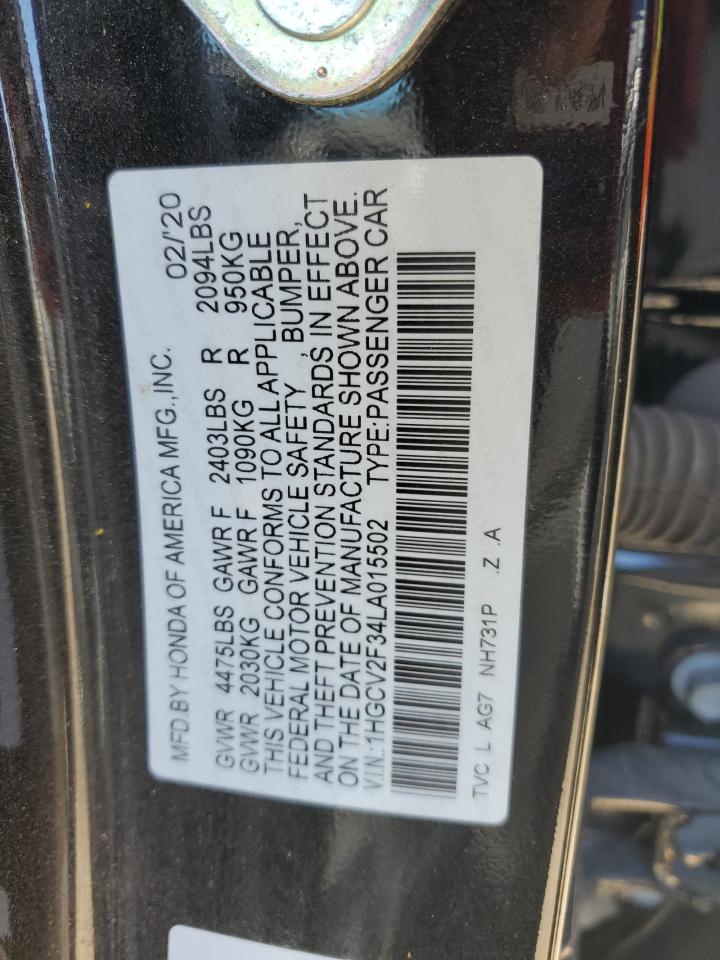 MFD.BY HONDA OF AMERICA MFG.,INC. 02/'20
GVWR 4475LBS GAWR F 2403LBS R 2094LBS
GVWR 2030KG GAWR F 1090KG R 950KG
THIS VEHICLE CONFORMS TO ALL APPLICABLE
FEDERAL MOTOR VEHICLE SAFETY , BUMPER,
AND THEFT PREVENTION STANDARDS IN EFFECT
ON THE DATE OF MANUFACTURE SHOWN ABOVE.
V.I.N.:1HGCV2F34LA015502 TYPE:PASSENGER CAR
TVC L AG7 NH731P .Z .A